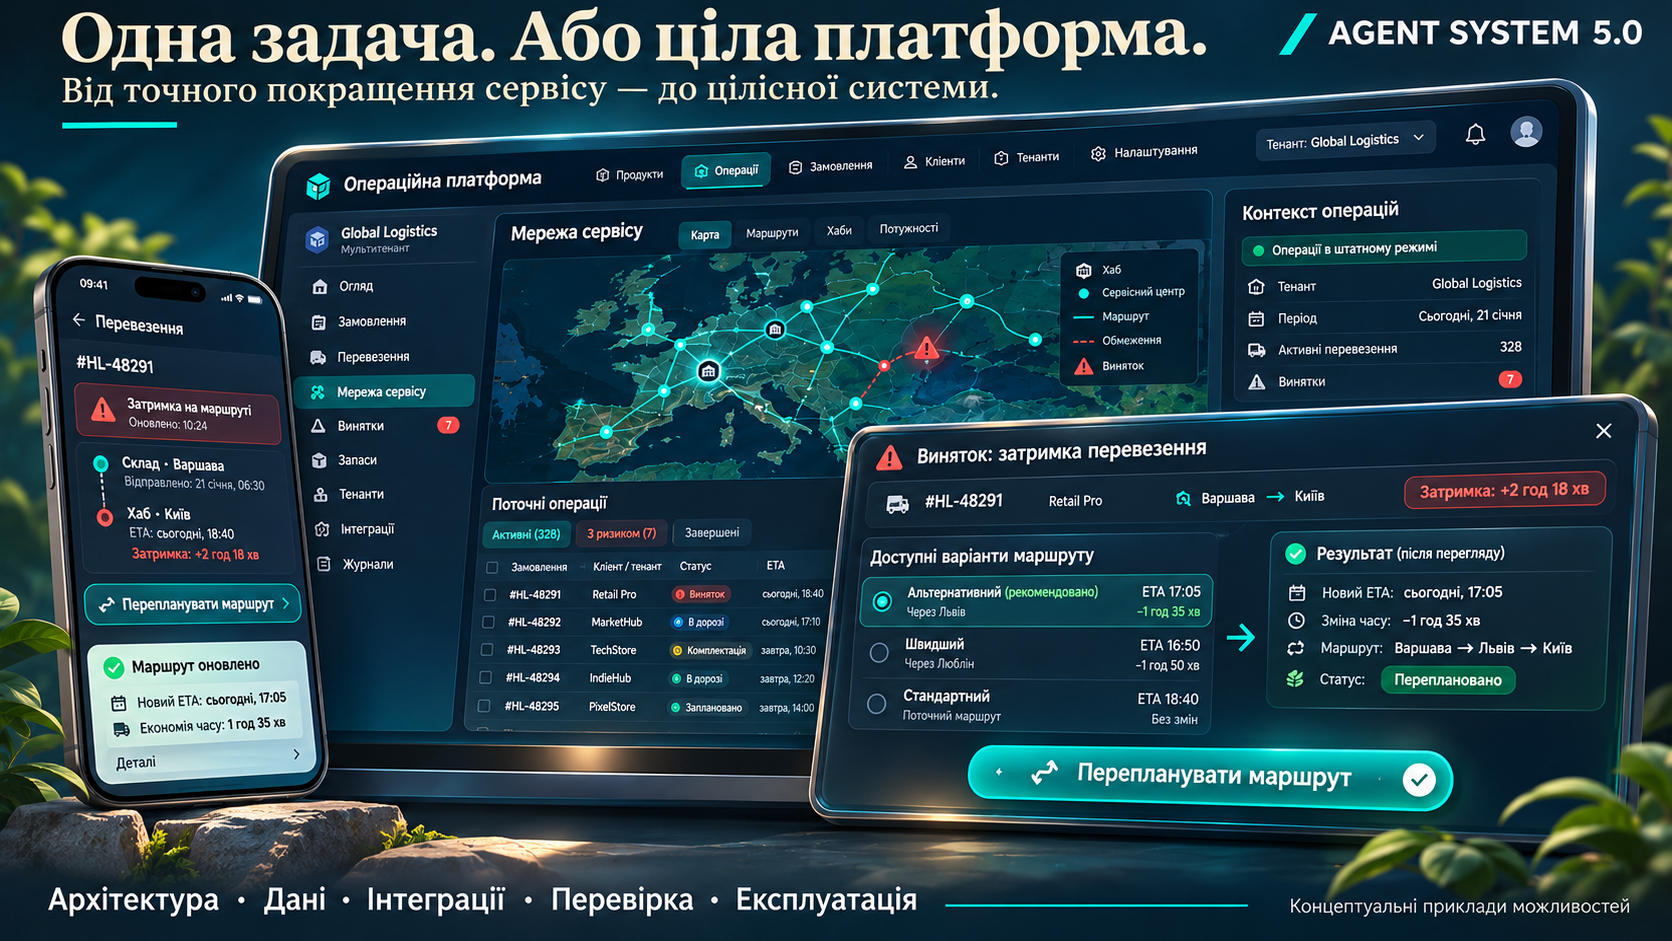 Одна задача. Або ціла платформа.
Від точного покращення сервісу — до цілісної системи.
AGENT SYSTEM 5.0
Операційна платформа
Продукти
Операції
Замовлення
Клієнти
Тенанти
Налаштування
Тенант: Global Logistics
Global Logistics
Мультитенант
Огляд
Замовлення
Перевезення
Мережа сервісу
Винятки 7
Запаси
Тенанти
Інтеграції
Журнали
Мережа сервісу
Карта
Маршрути
Хаби
Потужності
Хаб
Сервісний центр
Маршрут
Обмеження
Виняток
Контекст операцій
Операції в штатному режимі
Тенант Global Logistics
Період Сьогодні, 21 січня
Активні перевезення 328
Винятки 7
Поточні операції
Активні (328)
З ризиком (7)
Завершені
Замовлення Клієнт / тенант Статус ETA
#HL-48291 Retail Pro Виняток сьогодні, 18:40
#HL-48292 MarketHub В дорозі сьогодні, 17:10
#HL-48293 TechStore Комплектація завтра, 10:30
#HL-48294 IndieHub В дорозі завтра, 12:20
#HL-48295 PixelStore Заплановано завтра, 14:00
09:41
Перевезення
#HL-48291
Затримка на маршруті
Оновлено: 10:24
Склад • Варшава
Відправлено: 21 січня, 06:30
Хаб • Київ
ETA: сьогодні, 18:40
Затримка: +2 год 18 хв
Перепланувати маршрут
Маршрут оновлено
Новий ETA: сьогодні, 17:05
Економія часу: 1 год 35 хв
Деталі
Виняток: затримка перевезення
#HL-48291 Retail Pro Варшава → Київ Затримка: +2 год 18 хв
Доступні варіанти маршруту
Альтернативний (рекомендовано) ETA 17:05
Через Львів −1 год 35 хв
Швидший ETA 16:50
Через Люблін −1 год 50 хв
Стандартний ETA 18:40
Поточний маршрут Без змін
Результат (після перегляду)
Новий ETA: сьогодні, 17:05
Зміна часу: −1 год 35 хв
Маршрут: Варшава → Львів → Київ
Статус: Переплановано
Перепланувати маршрут
Архітектура • Дані • Інтеграції • Перевірка • Експлуатація
Концептуальні приклади можливостей